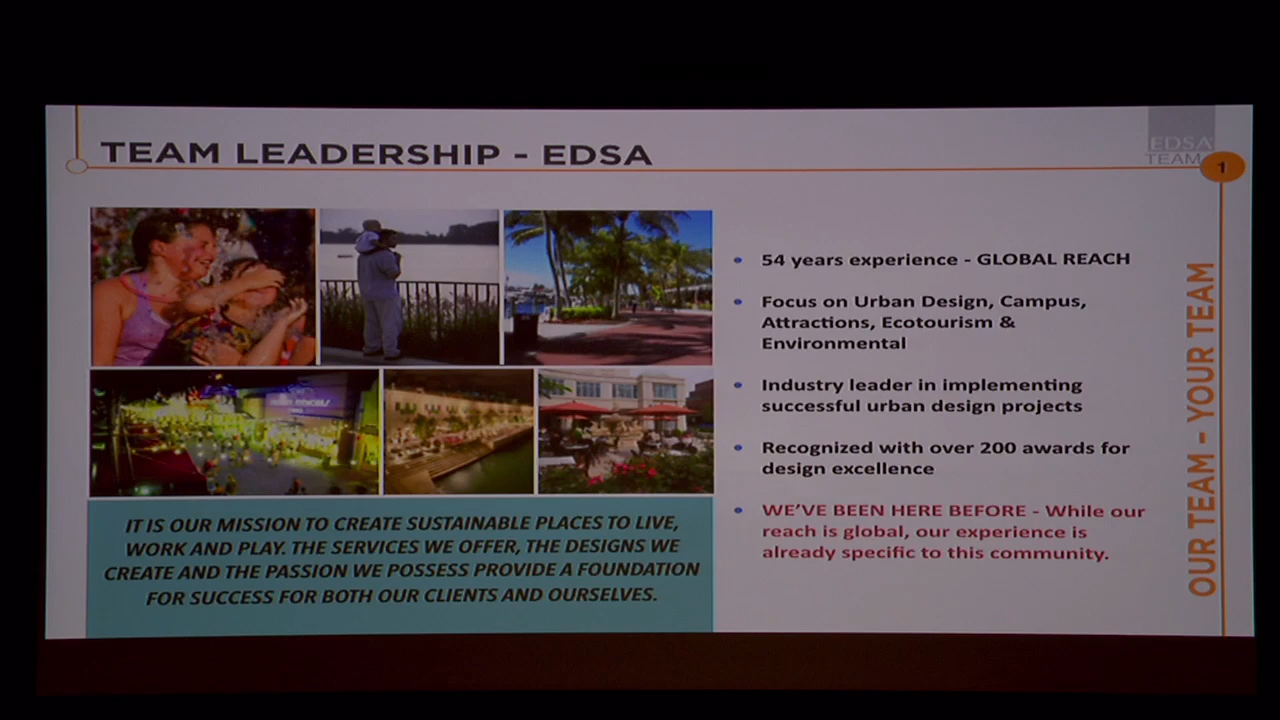 TEAM LEADERSHIP - EDSA
EDSA
TEAM
1
54 years experience - GLOBAL REACH
Focus on Urban Design, Campus,
Attractions, Ecotourism &
Environmental
Industry leader in implementing
successful urban design projects
Recognized with over 200 awards for
design excellence
WE'VE BEEN HERE BEFORE - While our
reach is global, our experience is
already specific to this community.
IT IS OUR MISSION TO CREATE SUSTAINABLE PLACES TO LIVE,
WORK AND PLAY. THE SERVICES WE OFFER, THE DESIGNS WE
CREATE AND THE PASSION WE POSSESS PROVIDE A FOUNDATION
FOR SUCCESS FOR BOTH OUR CLIENTS AND OURSELVES.
OUR TEAM - YOUR TEAM